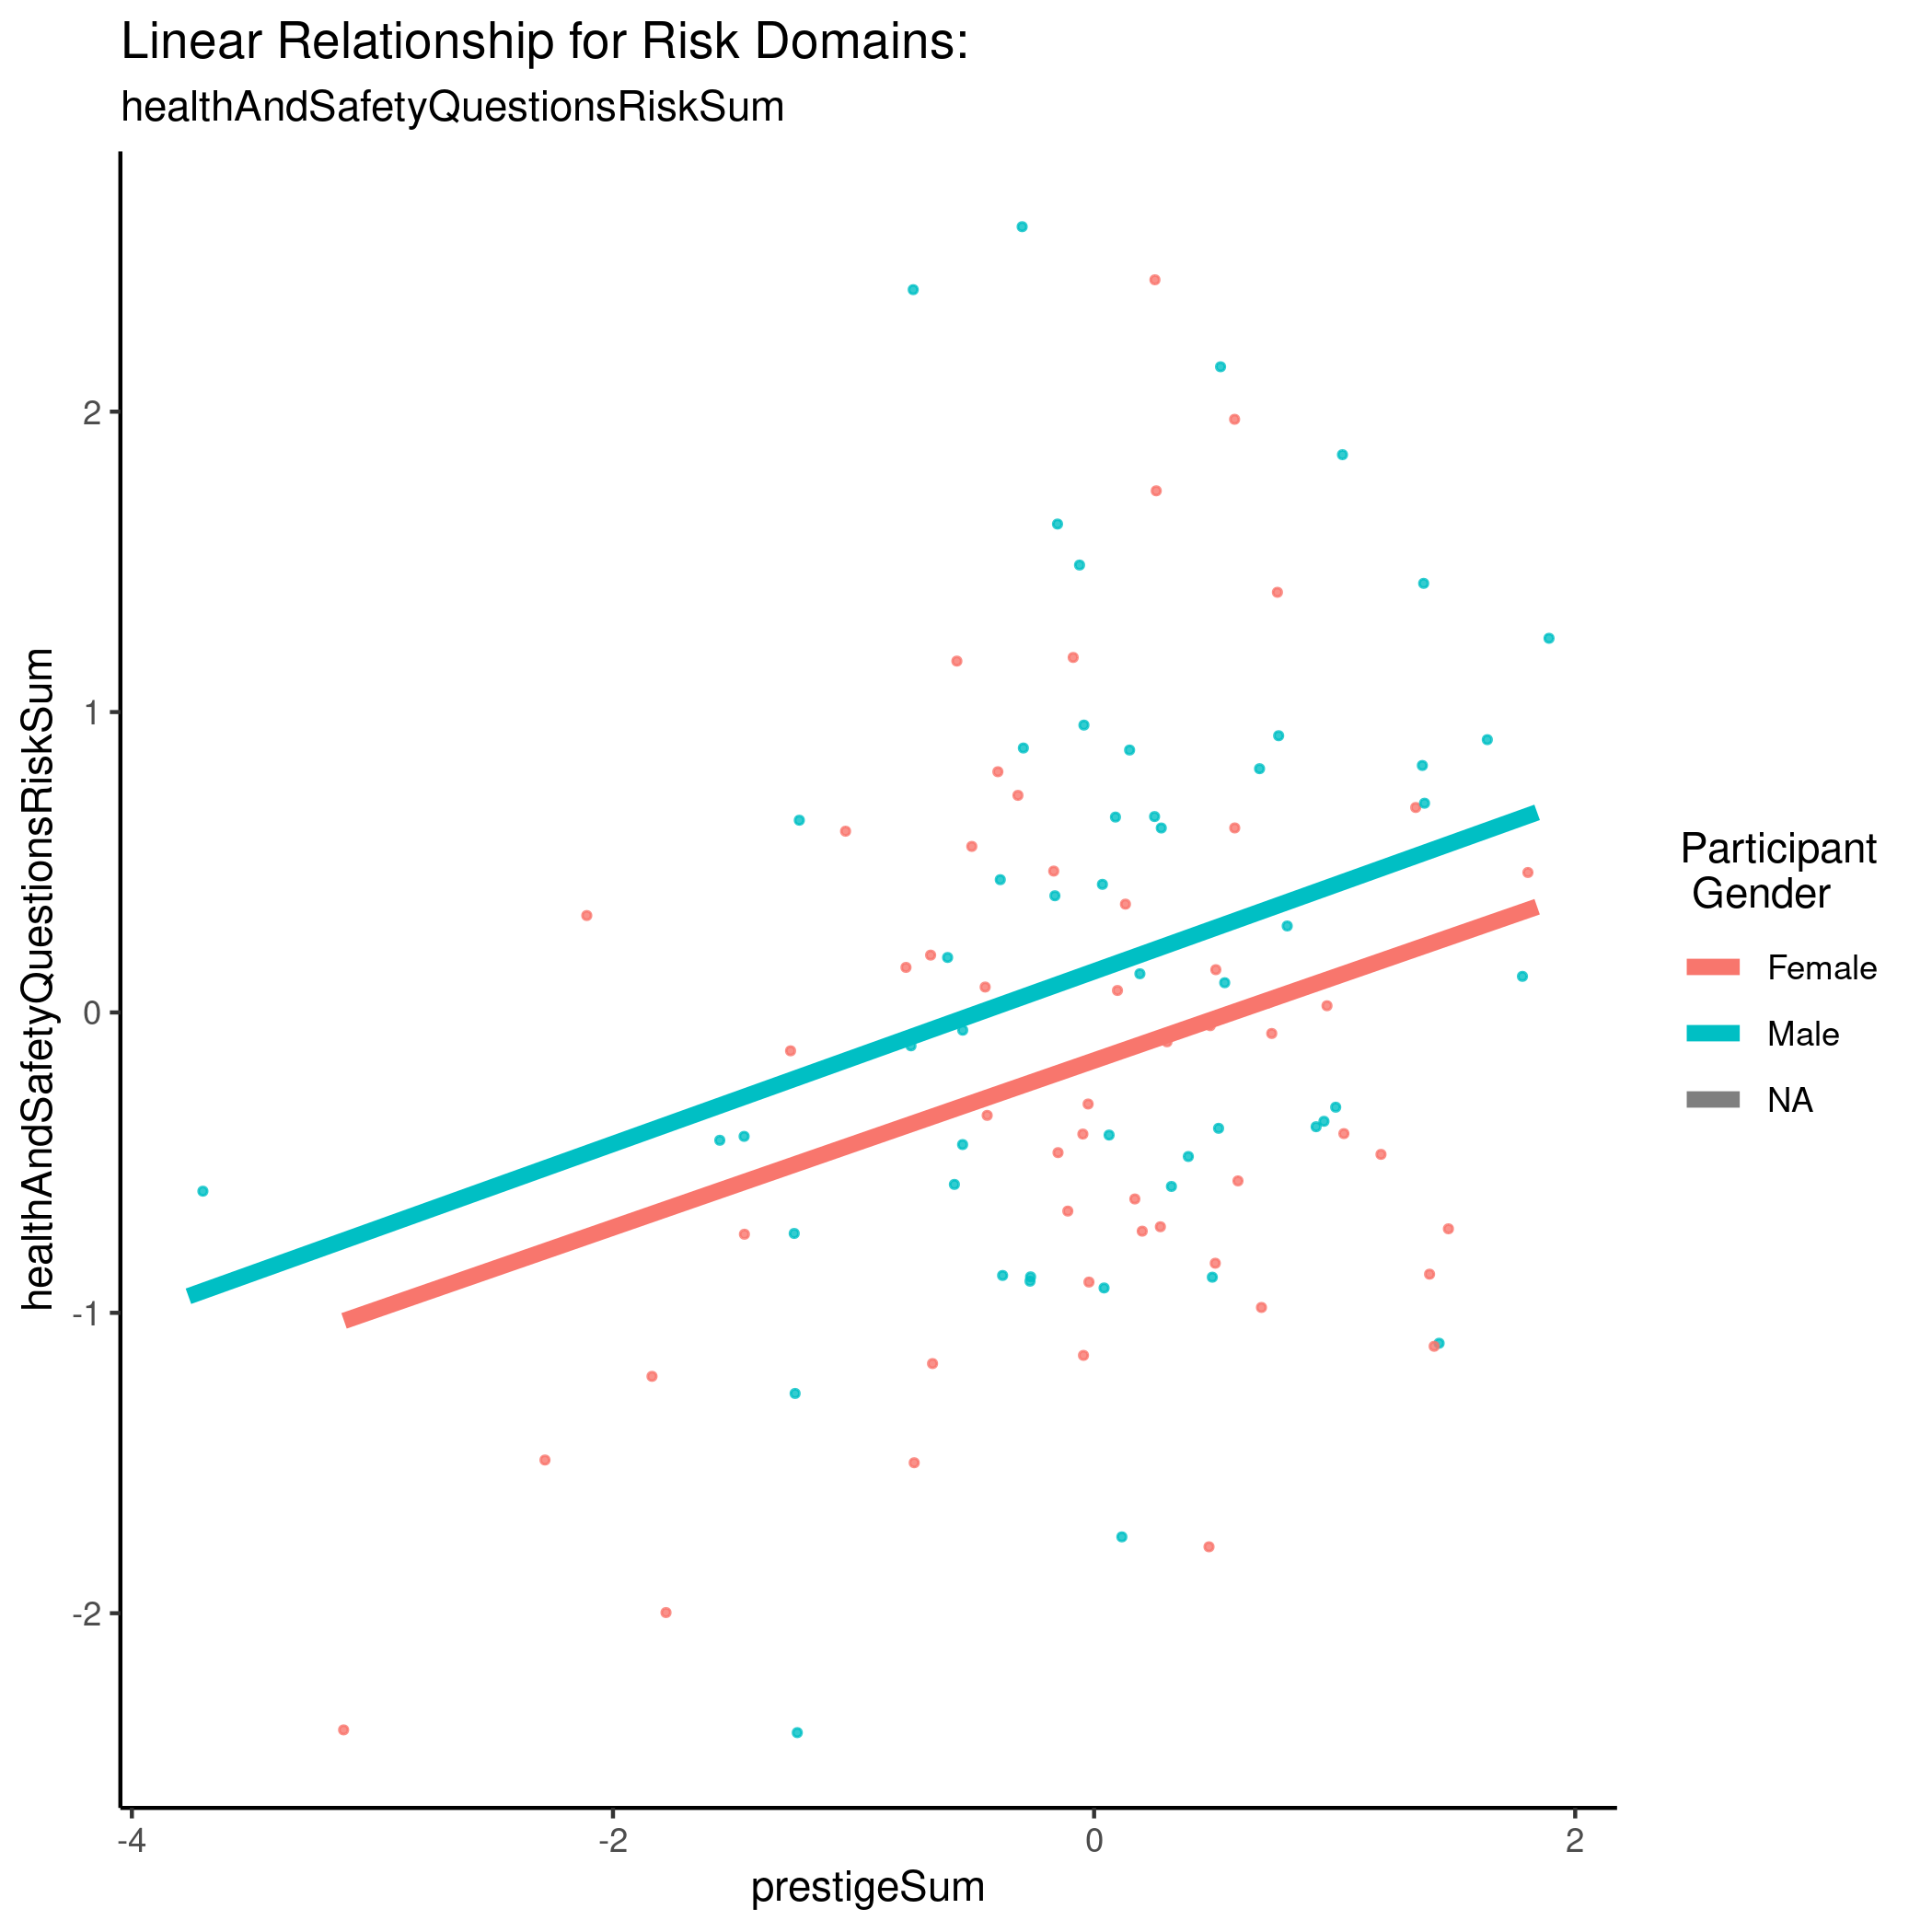 Linear Relationship for Risk Domains:
healthAndSafetyQuestionsRiskSum
healthAndSafetyQuestionsRiskSum
2
1
0
-1
-2
-4
-2
0
2
prestigeSum
Participant
Gender
Female
Male
NA